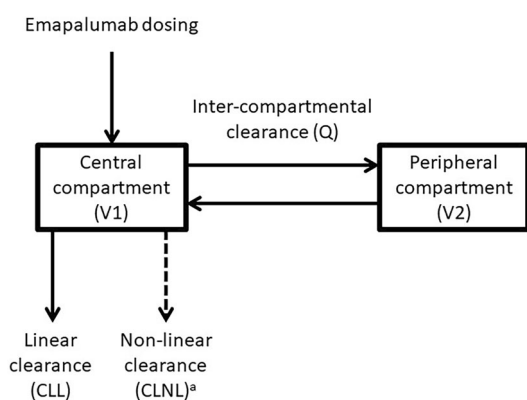 Emapalumab dosing
Inter-compartmental
clearance (Q)
Central
compartment
(V1)
Peripheral
compartment
(V2)
Linear
clearance
(CLL)
Non-linear
clearance
(CLNL)ᵃ